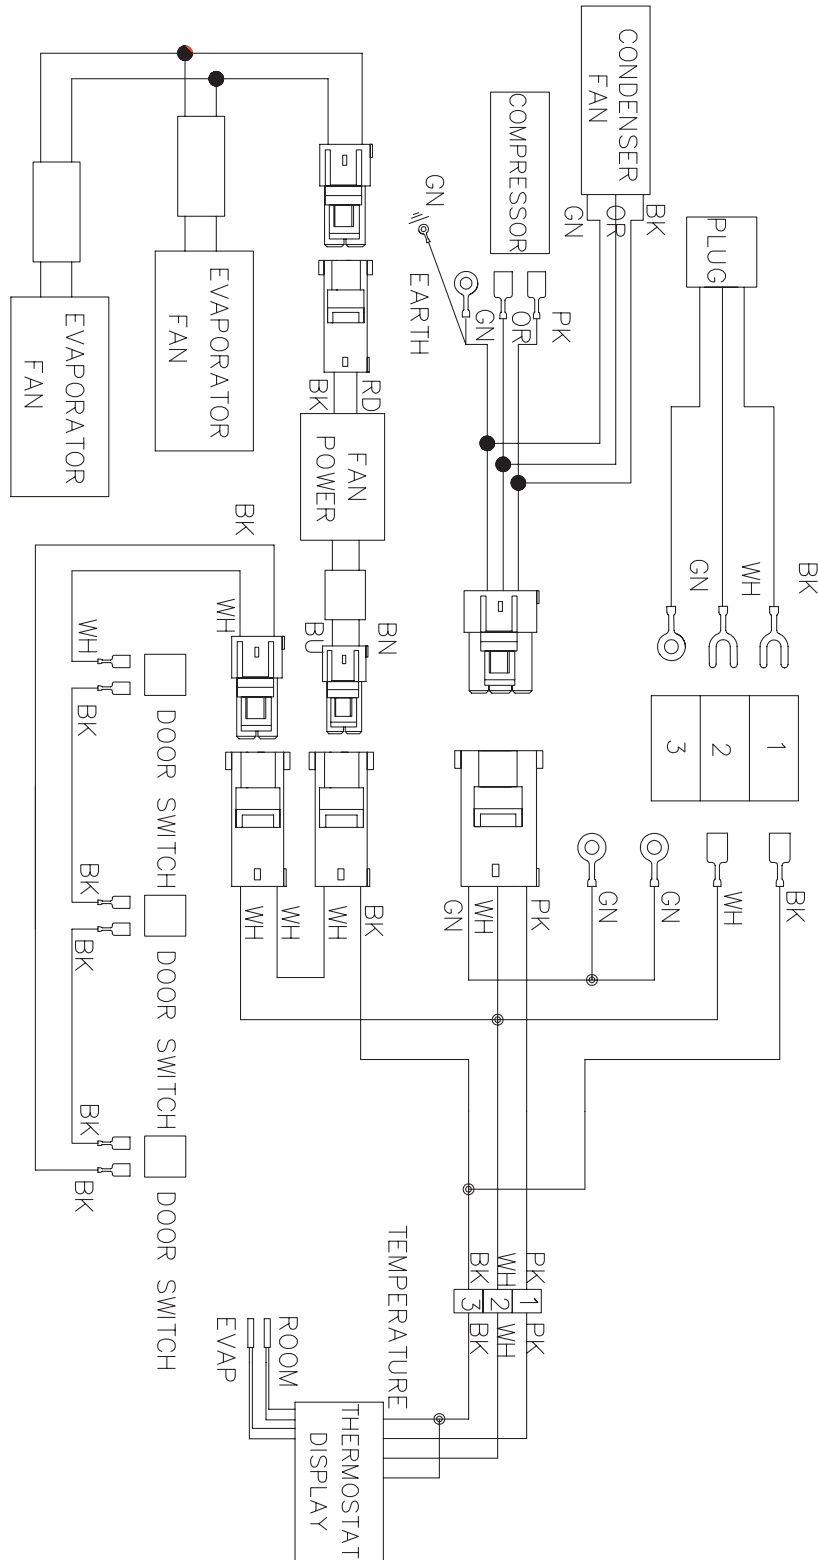 CONDENSER
FAN
BK
OR
GN
COMPRESSOR
PK
OR
GN
GN
EARTH
PLUG
BK
WH
GN
1
2
3
BK
WH
GN
GN
EVAPORATOR
FAN
EVAPORATOR
FAN
RD
BK
FAN
POWER
BN
BU
BK
WH
WH
BK
DOOR SWITCH
BK
BK
DOOR SWITCH
BK
BK
DOOR SWITCH
WH
WH
WH
BK
GN
WH
PK
PK
WH
BK
1
2
3
PK
WH
BK
TEMPERATURE
ROOM
EVAP
THERMOSTAT
DISPLAY